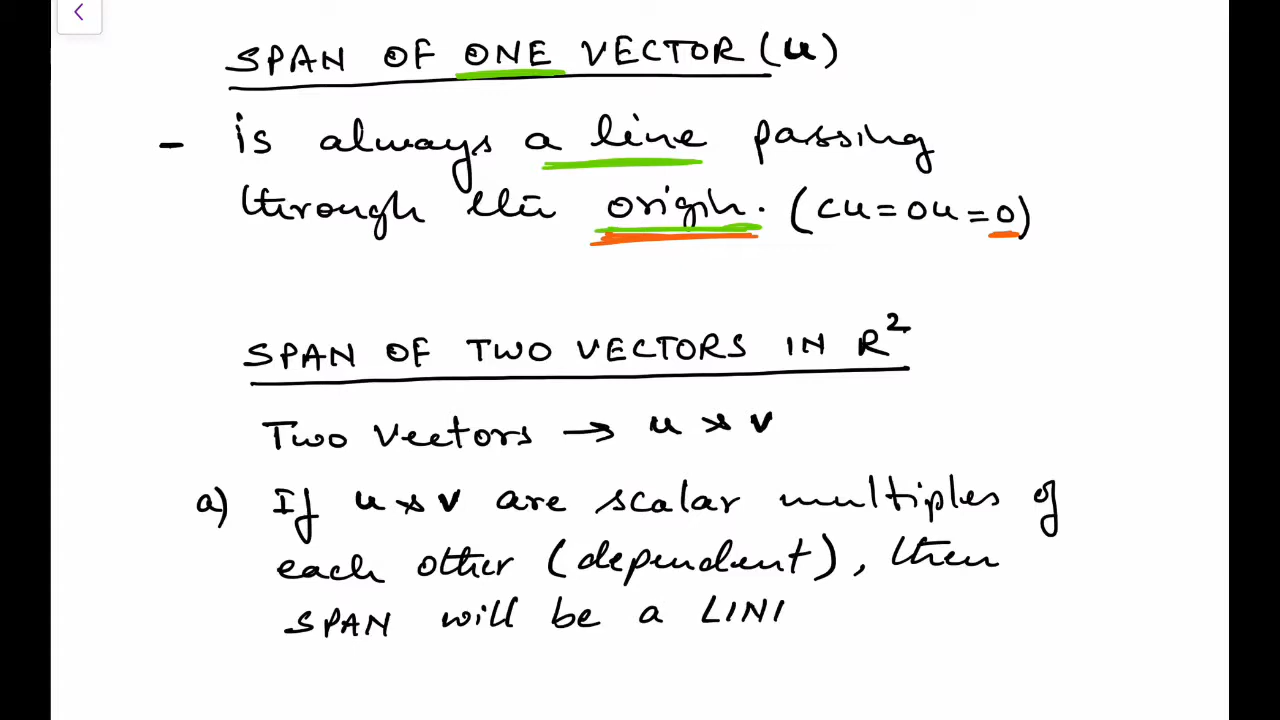 SPAN OF ONE VECTOR (u)
- is always a line passing
through the origin. (cu=0u=0)
SPAN OF TWO VECTORS IN R²
Two Vectors → u & v
a) If u & v are scalar multiples of
each other (dependent), then
SPAN will be a LINI